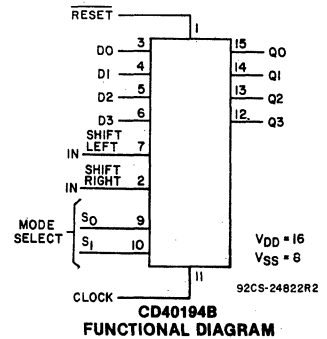 RESET
1
D0 3 15 Q0
D1 4 14 Q1
D2 5 13 Q2
D3 6 12 Q3
SHIFT
LEFT
IN 7
SHIFT
RIGHT
IN 2
MODE
SELECT
S0 9
S1 10
VDD = 16
VSS = 8
11
CLOCK
92CS-24822R2
CD40194B
FUNCTIONAL DIAGRAM